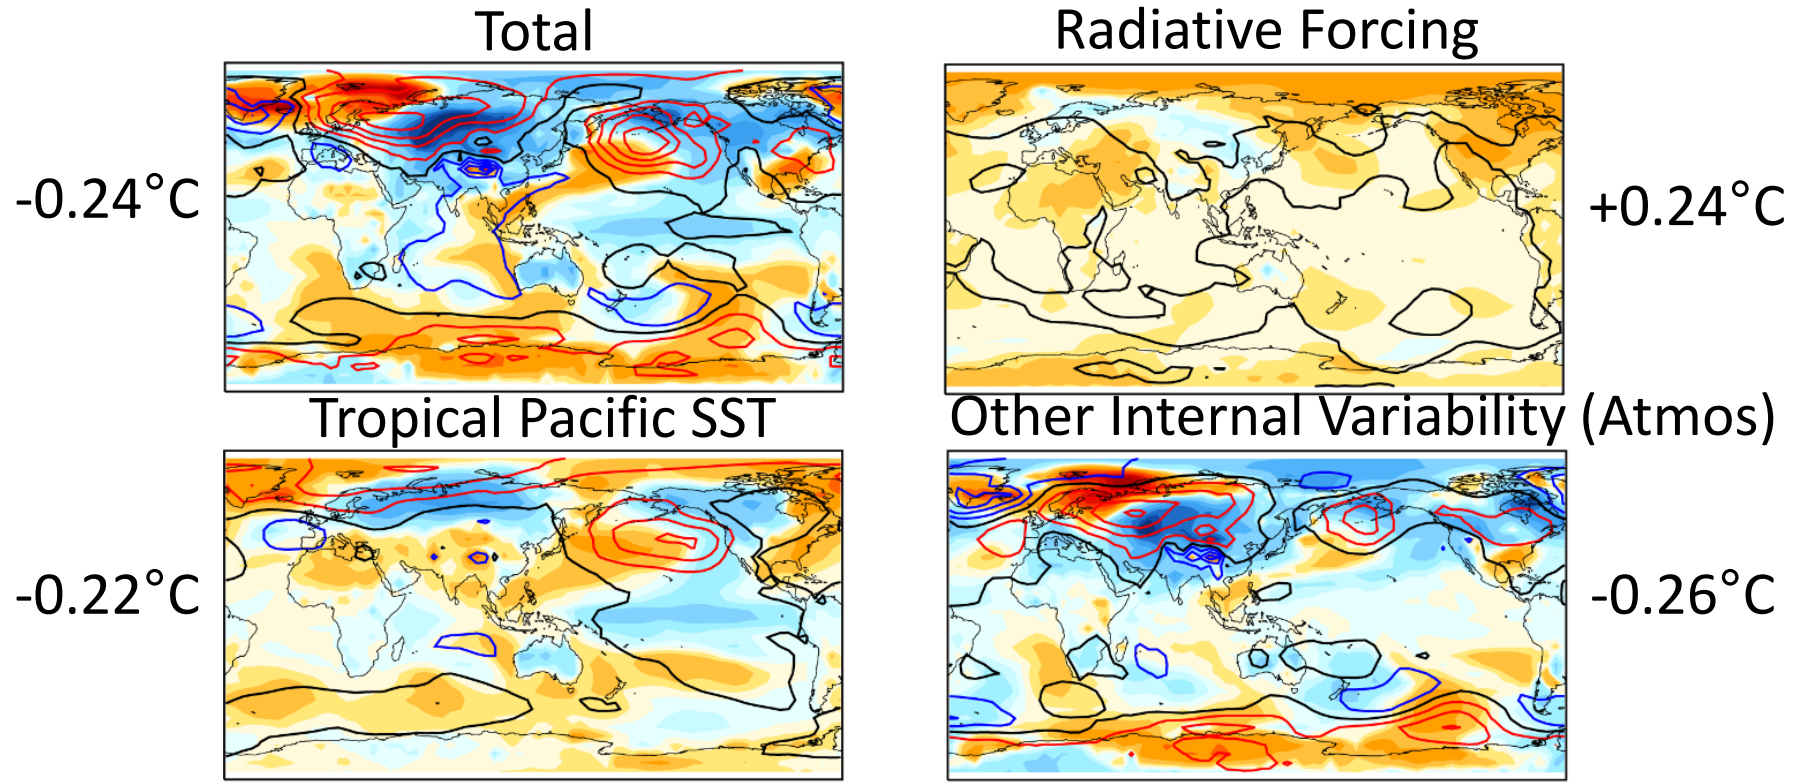 Total
Radiative Forcing
-0.24°C
+0.24°C
Tropical Pacific SST
Other Internal Variability (Atmos)
-0.22°C
-0.26°C